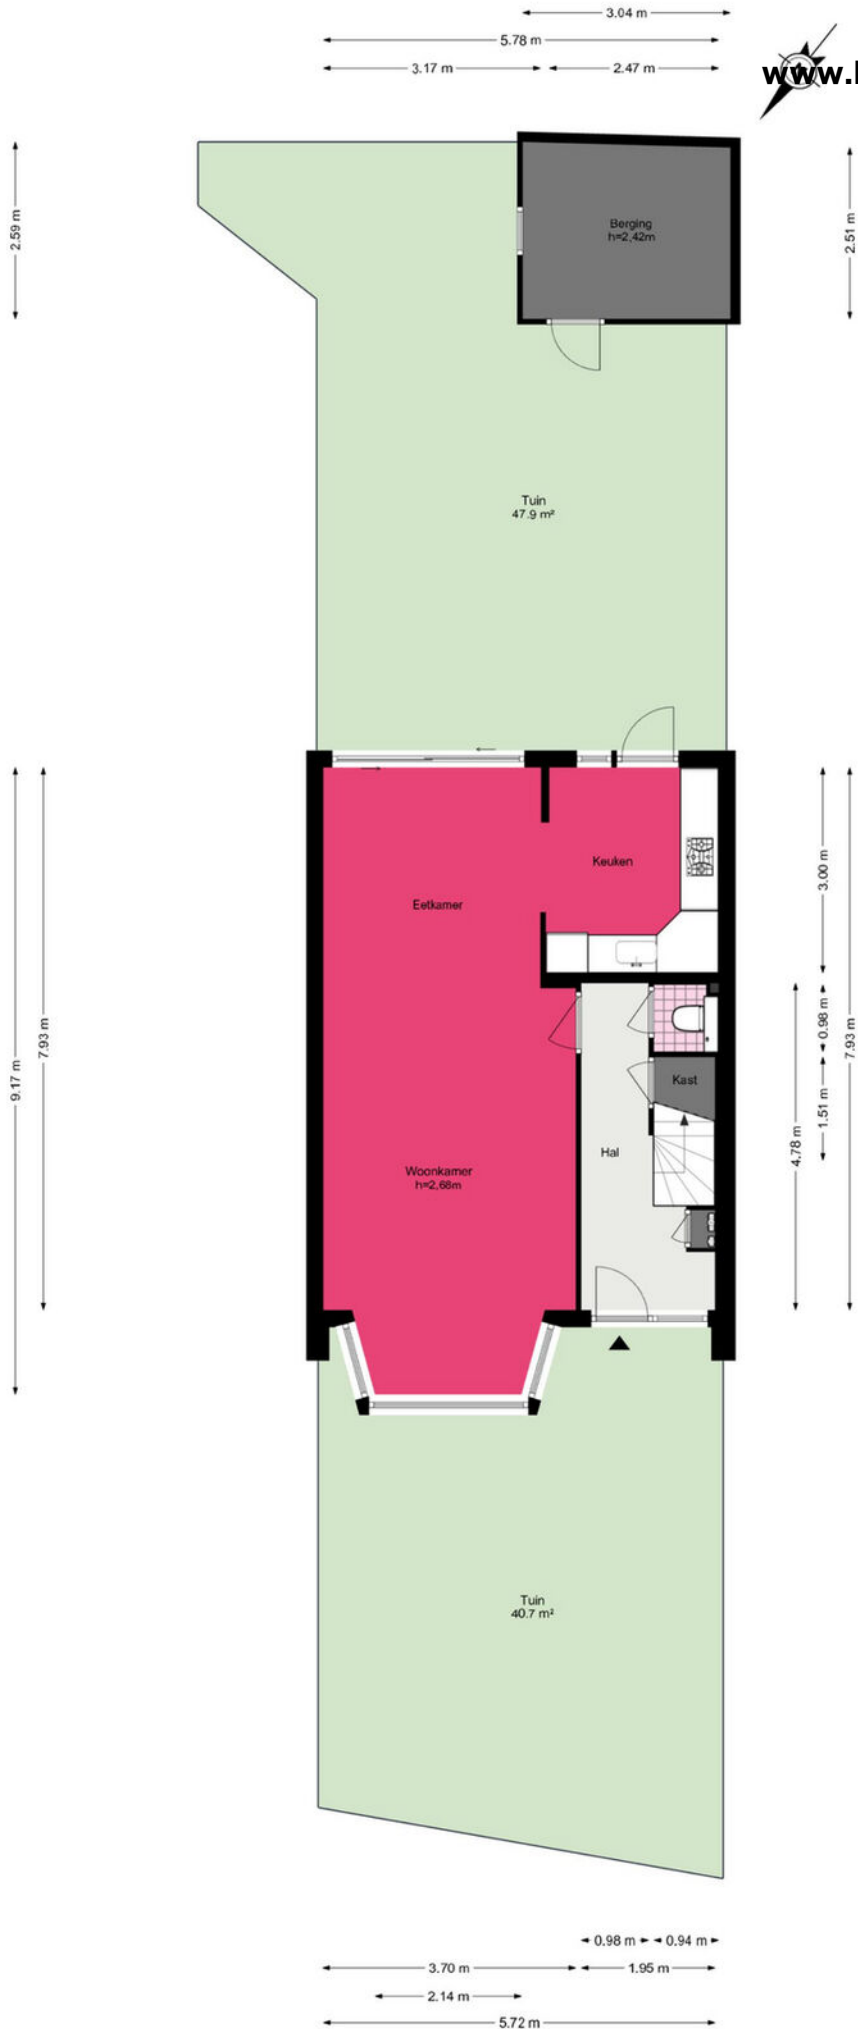 3.04 m
5.78 m
3.17 m
2.47 m
www.
2.59 m
2.51 m
Berging
h=2,42m
Tuin
47.9 m²
Keuken
Eetkamer
3.00 m
9.17 m
7.93 m
4.78 m
0.98 m
1.51 m
7.93 m
Kast
Hal
Woonkamer
h=2,68m
Tuin
40.7 m²
0.98 m
0.94 m
3.70 m
1.95 m
2.14 m
5.72 m